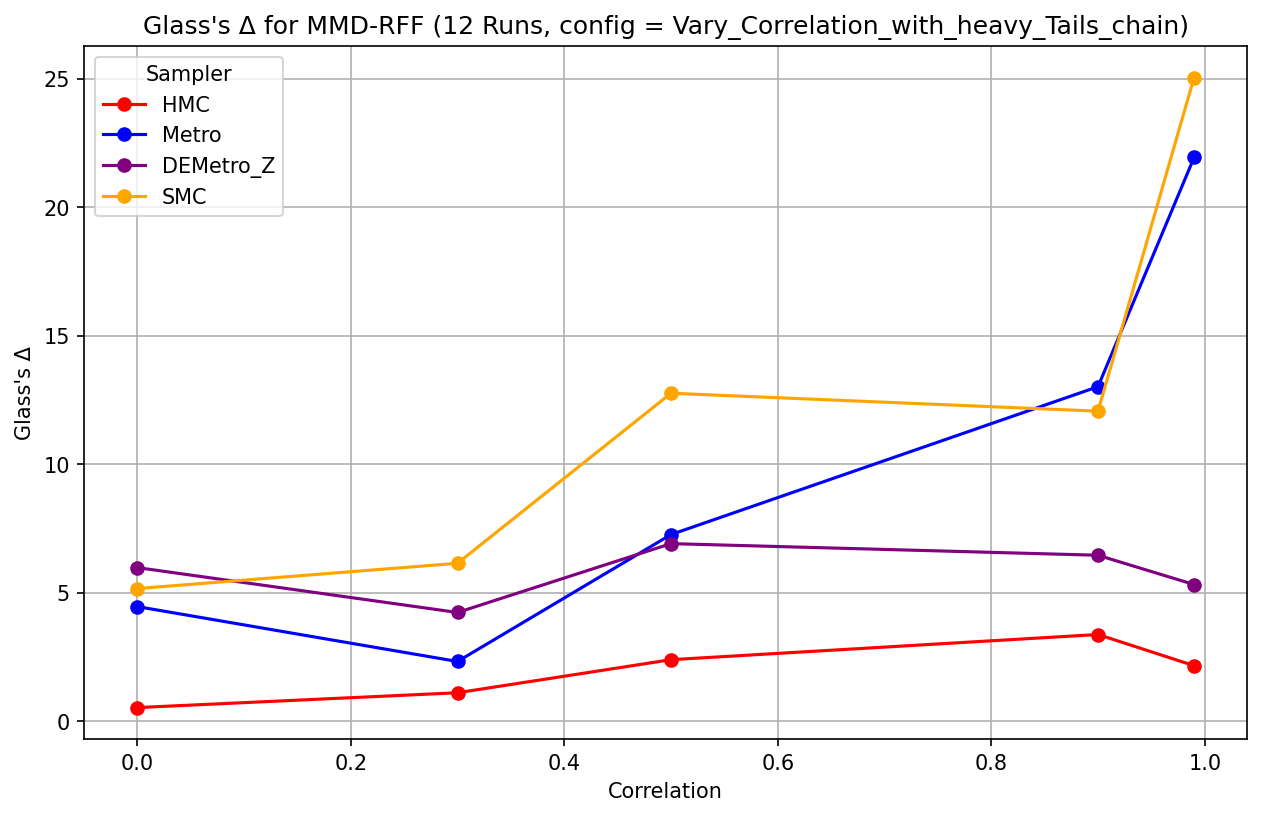 Glass's Δ for MMD-RFF (12 Runs, config = Vary_Correlation_with_heavy_Tails_chain)
Sampler
HMC
Metro
DEMetro_Z
SMC
25
20
15
10
5
0
Glass's Δ
0.0 0.2 0.4 0.6 0.8 1.0
Correlation